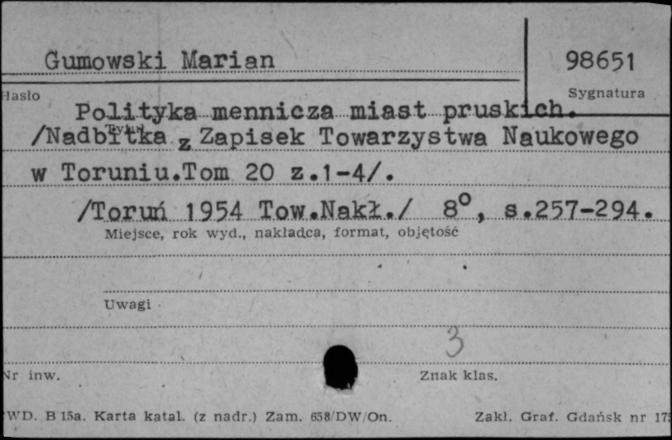 Gumowski Marian
98651
Hasło
Sygnatura
Polityka mennicza miast pruskich.
Tytuł
/Nadbitka z Zapisek Towarzystwa Naukowego
w Toruniu.Tom 20 z.1-4/.
/Toruń 1954 Tow.Nakł./ 8°, s.257-294.
Miejsce, rok wyd., nakładca, format, objętość
Uwagi
3
Nr inw.
Znak klas.
WD. B 15a. Karta katal. (z nadr.) Zam. 658/DW/On.
Zakł. Graf. Gdańsk nr 175